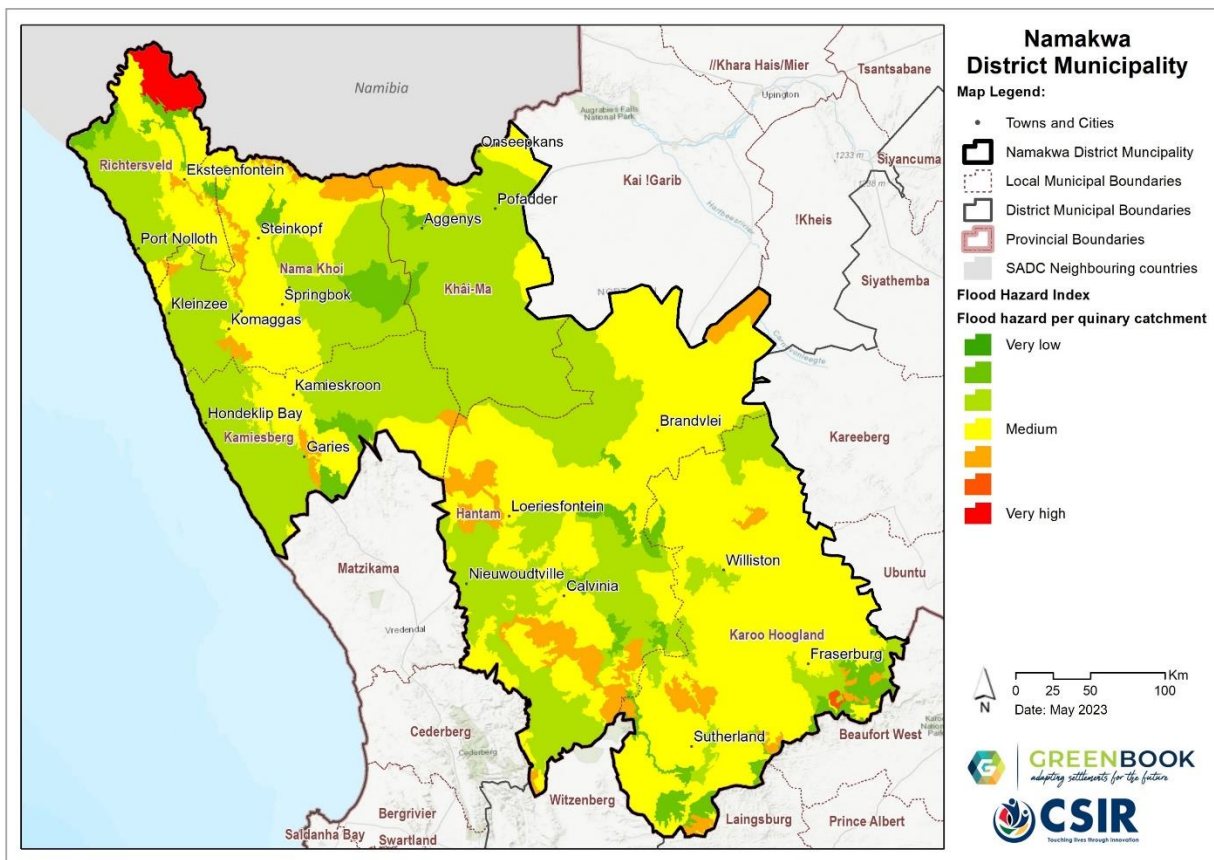 Namibia
//Khara Hais/Mier
Tsantsabane
Upington
Augrabies Falls
National Park
Onseepkans
1233 m
Siyancuma
Richtersveld
Eksteenfontein
Kai !Garib
Pofadder
!Kheis
Hartbeesrivier
Aggenys
Steinkopf
Port Nolloth
Siyathemba
Nama Khoi
Khâi-Ma
Springbok
Kleinzee
Komaggas
Kamieskroon
Hondeklip Bay
Brandvlei
Kareeberg
Kamiesberg
Garies
Hantam
Loeriesfontein
Matzikama
Williston
Ubuntu
Nieuwoudtville
Calvinia
Vredendal
Karoo Hoogland
Fraserburg
Sutherland
Beaufort West
Cederberg
Cederberg
Witzenberg
Laingsburg
Prince Albert
Bergrivier
Saldanha Bay
Swartland
Namakwa
District Municipality
Map Legend:
Towns and Cities
Namakwa District Muncipality
Local Municipal Boundaries
District Municipal Boundaries
Provincial Boundaries
SADC Neighbouring countries
Flood Hazard Index
Flood hazard per quinary catchment
Very low
Medium
Very high
N
0 25 50 100
Km
Date: May 2023
G GREENBOOK
adapting settlements for the future
CSIR
Touching lives through innovation